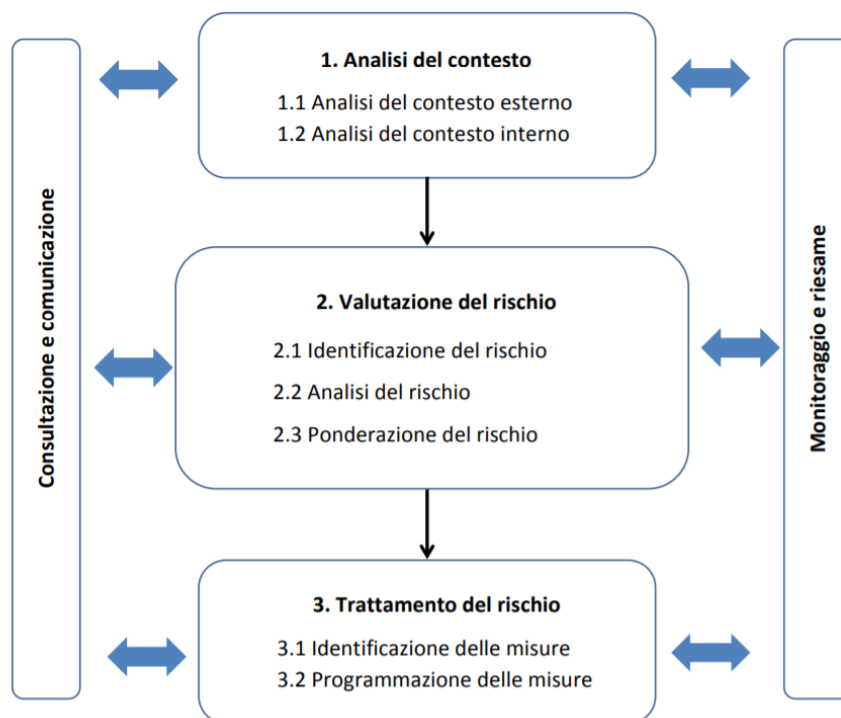 Consultazione e comunicazione
1. Analisi del contesto
1.1 Analisi del contesto esterno
1.2 Analisi del contesto interno
2. Valutazione del rischio
2.1 Identificazione del rischio
2.2 Analisi del rischio
2.3 Ponderazione del rischio
3. Trattamento del rischio
3.1 Identificazione delle misure
3.2 Programmazione delle misure
Monitoraggio e riesame